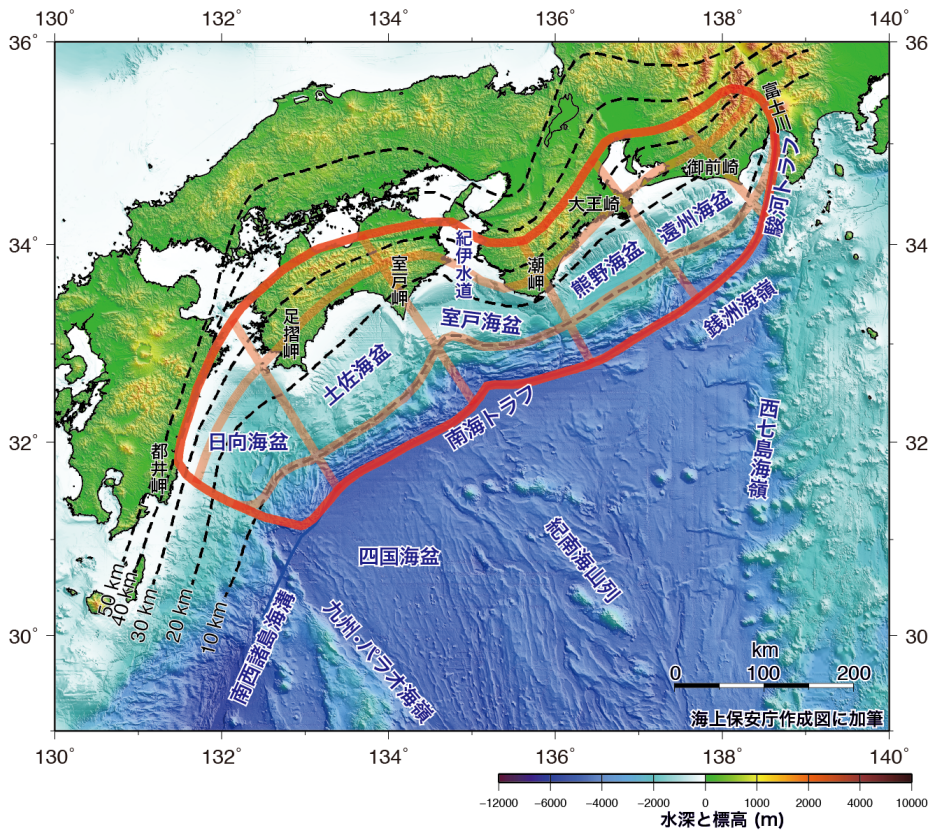 130°
132°
134°
136°
138°
140°
36°
36°
富士山
御前崎
駿河トラフ
大王崎
遠州海盆
34°
34°
紀伊水道
室戸岬
潮岬
熊野海盆
足摺岬
室戸海盆
銭洲海嶺
土佐海盆
南海トラフ
西七島海嶺
日向海盆
都井岬
32°
32°
四国海盆
紀南海山列
50 km
40 km
30 km
20 km
10 km
南西諸島海溝
九州・パラオ海嶺
30°
30°
km
0
100
200
海上保安庁作成図に加筆
130°
132°
134°
136°
138°
140°
−12000
−6000
−4000
−2000
0
1000
2000
4000
10000
水深と標高 (m)